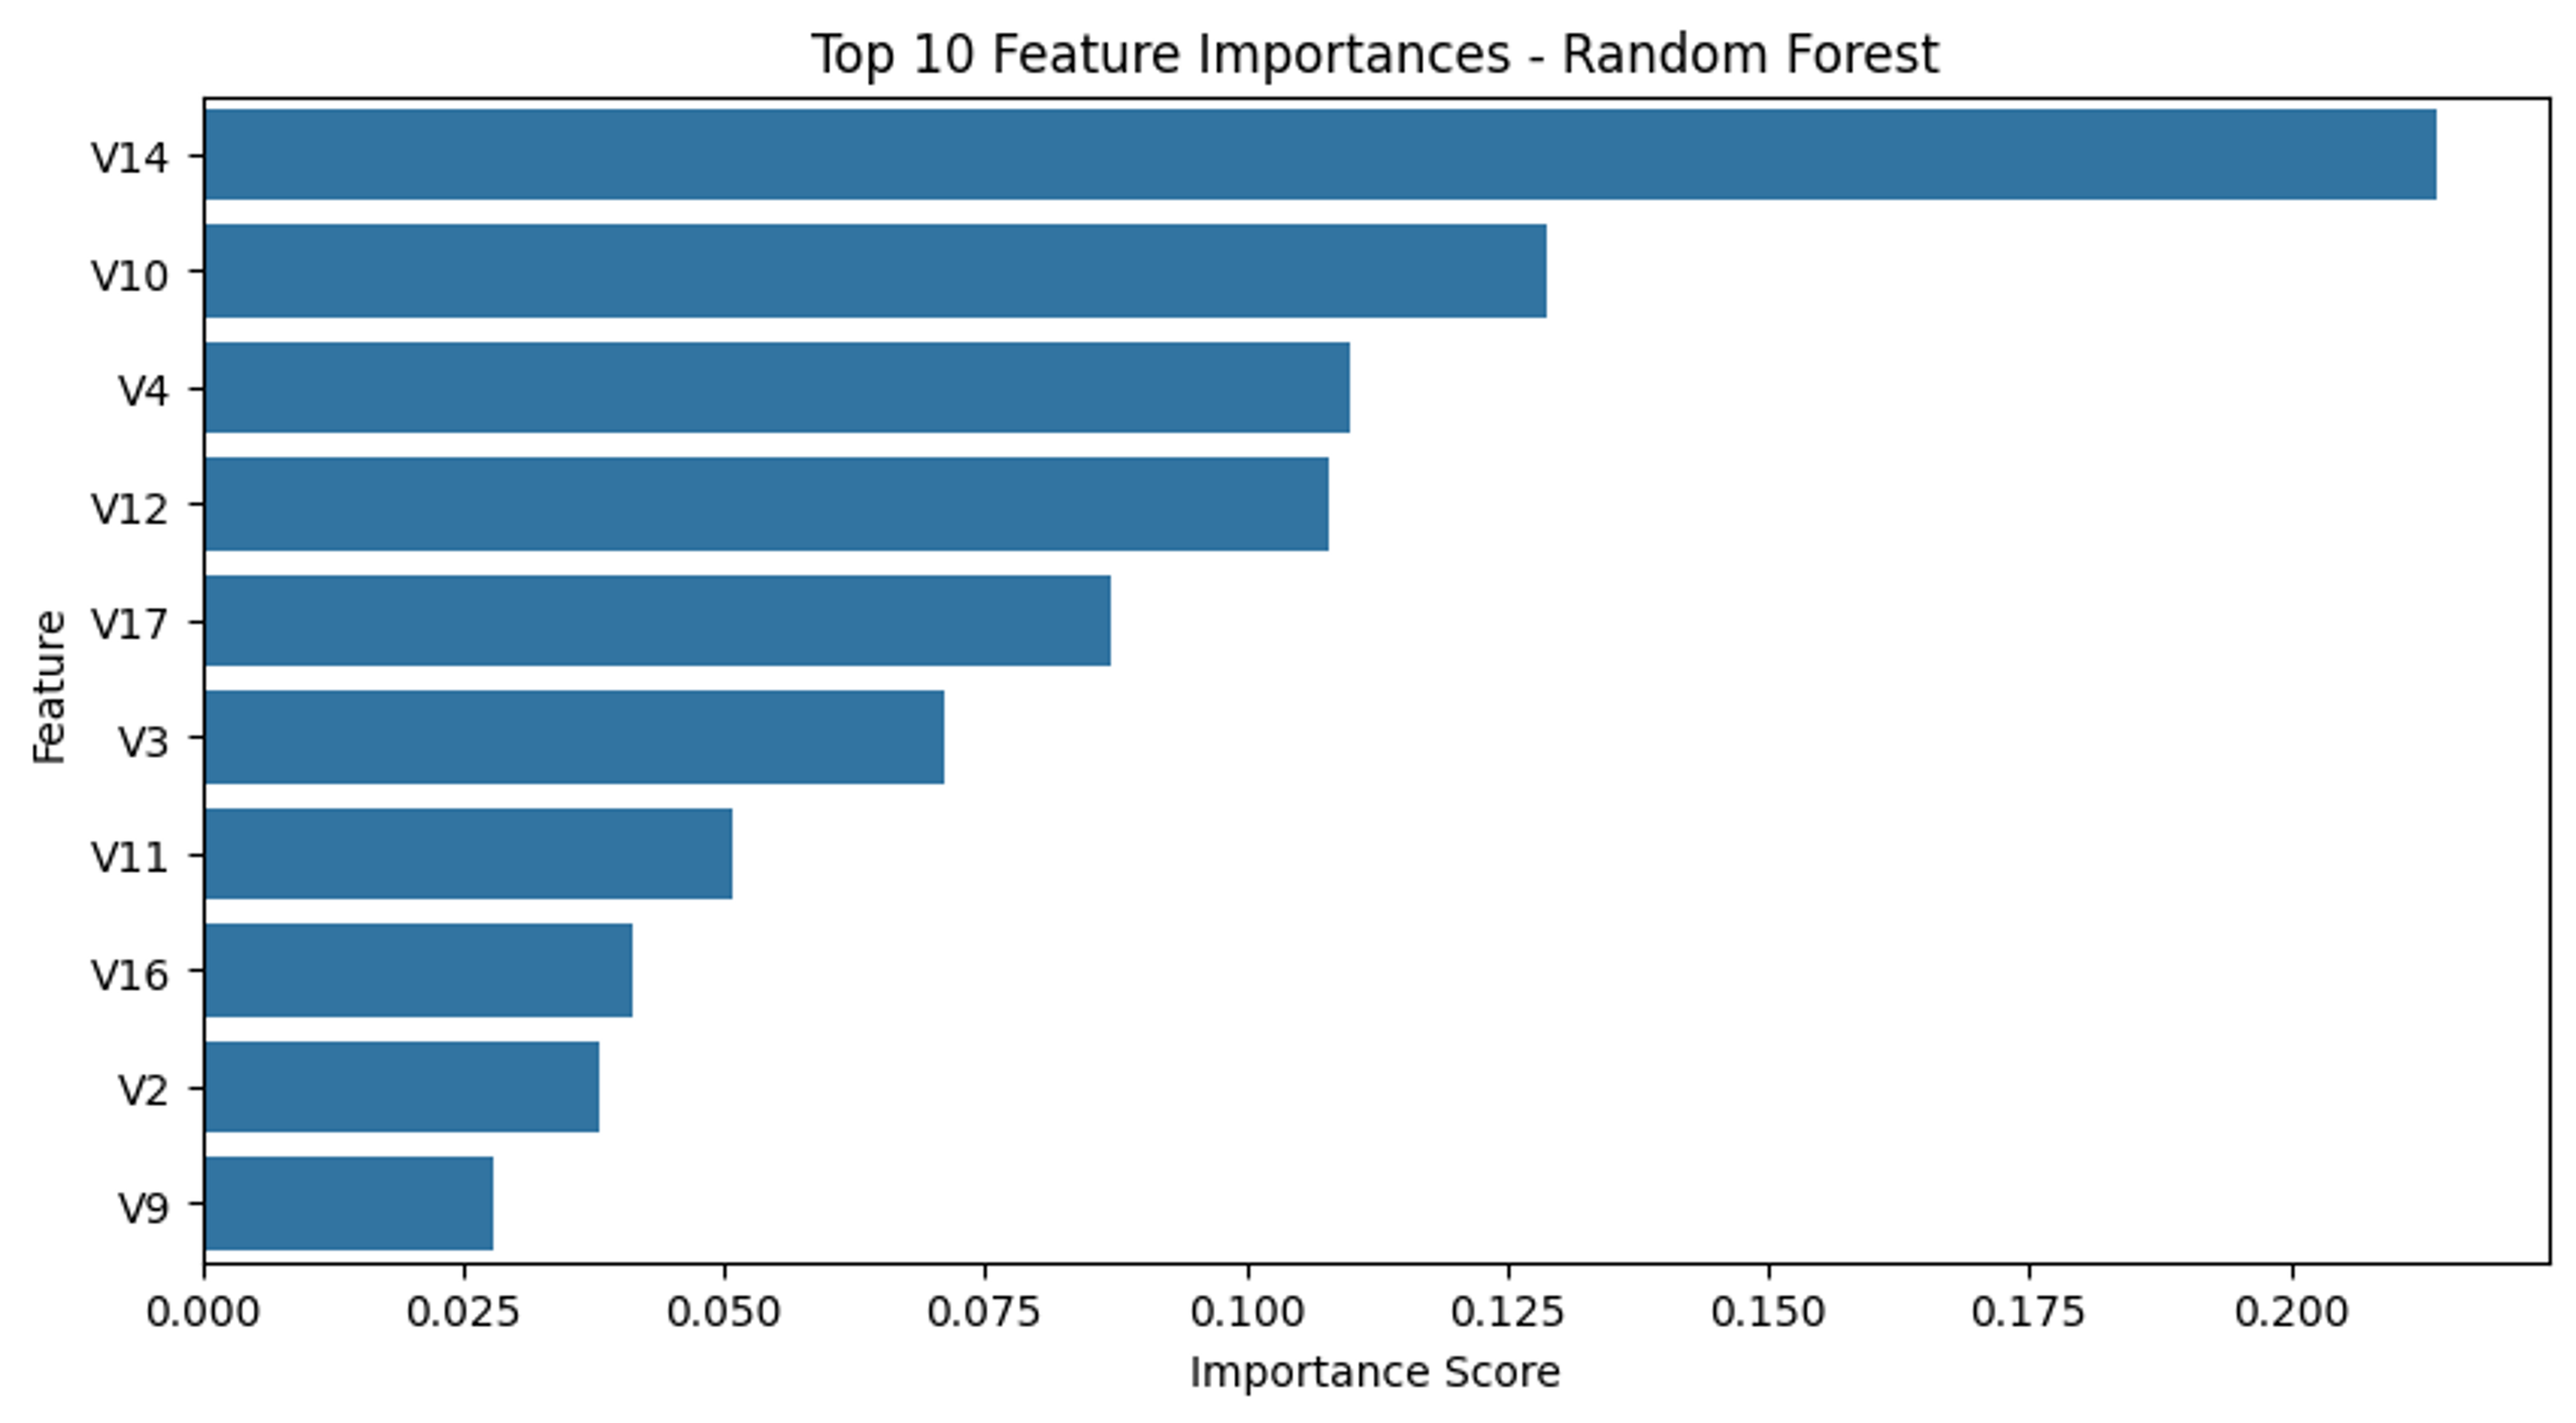 Top 10 Feature Importances - Random Forest
V14
V10
V4
V12
V17
V3
V11
V16
V2
V9
Feature
0.000 0.025 0.050 0.075 0.100 0.125 0.150 0.175 0.200
Importance Score